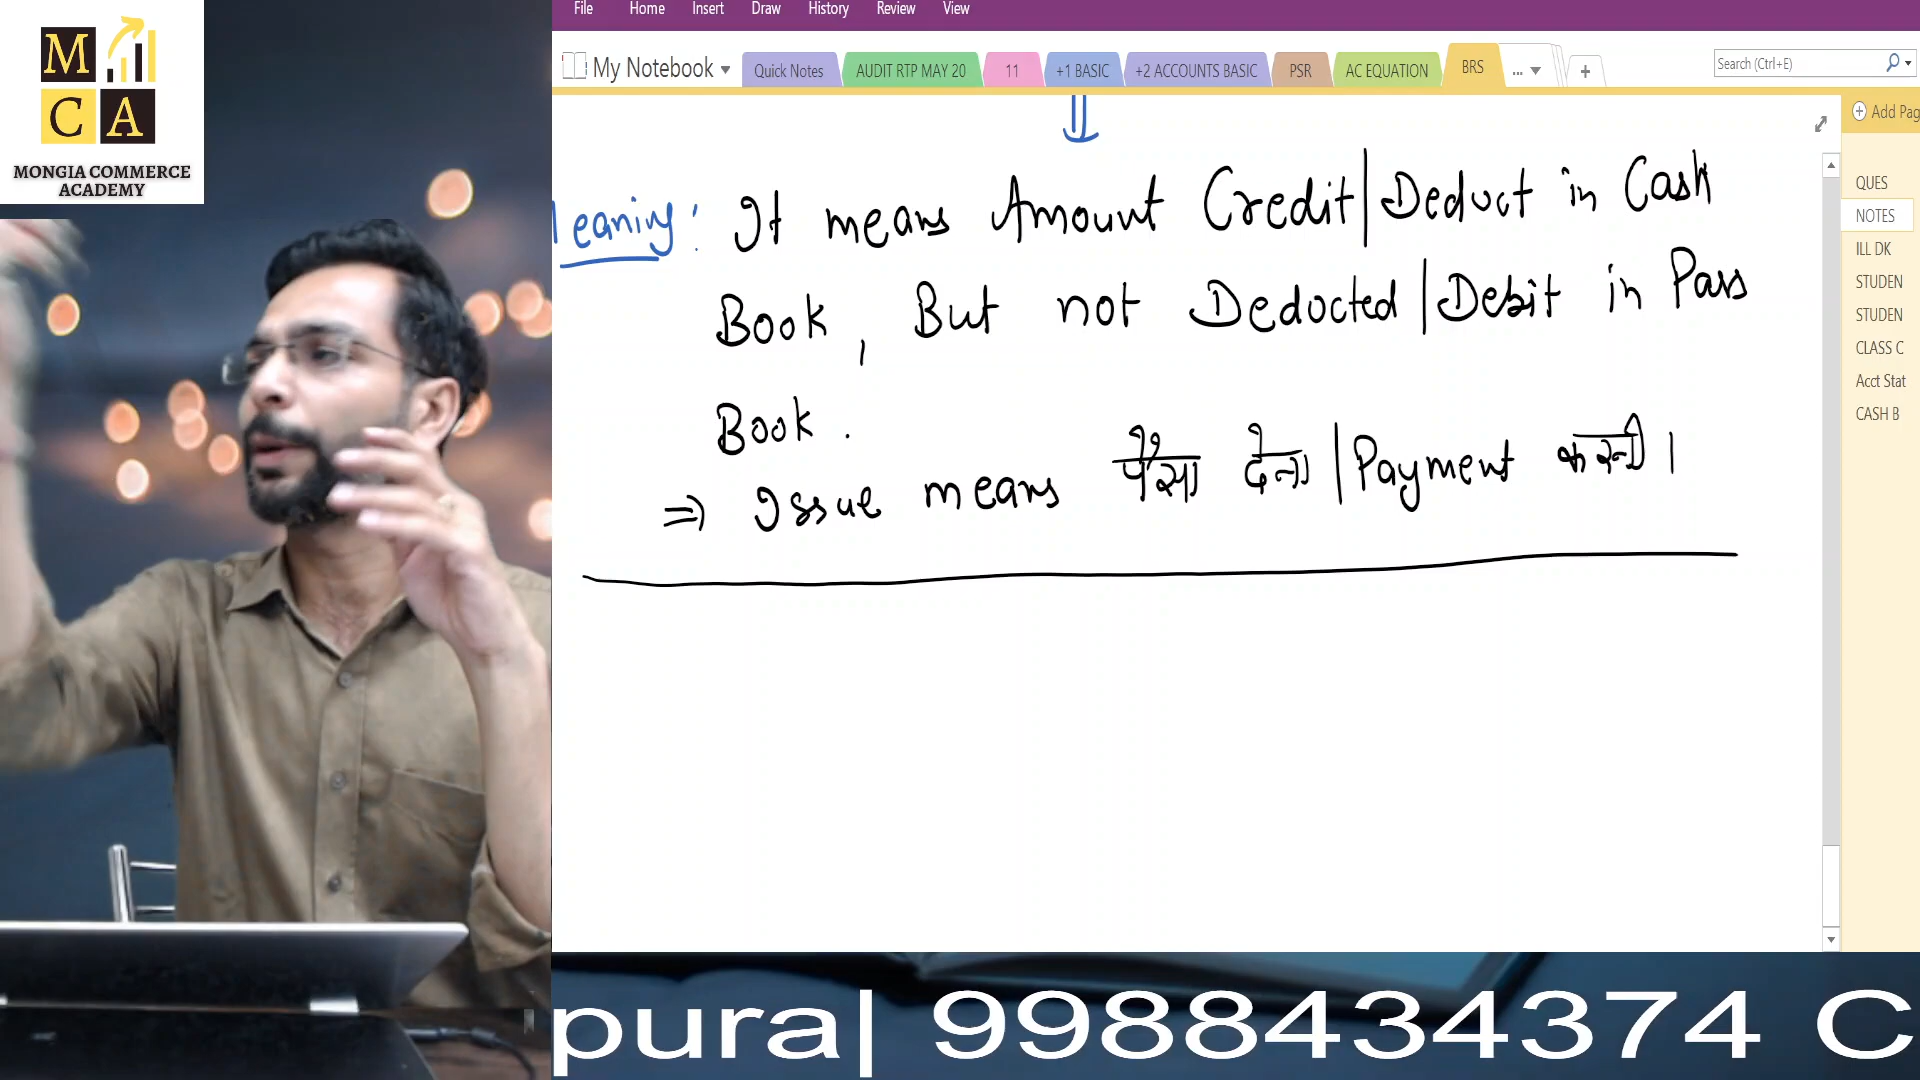 M
C A
MONGIA COMMERCE
ACADEMY
File Home Insert Draw History Review View
My Notebook Quick Notes AUDIT RTP MAY 20 11 +1 BASIC +2 ACCOUNTS BASIC PSR AC EQUATION BRS ... + Search (Ctrl+E)
Add Pag
QUES
NOTES
ILL DK
STUDEN
STUDEN
CLASS C
Acct Stat
CASH B
eaning: It means Amount Credit|Deduct in Cash
Book, But not Deducted|Debit in Pass
Book.
⇒ Issue means पैसा देना|Payment करनी।
pura| 9988434374 C